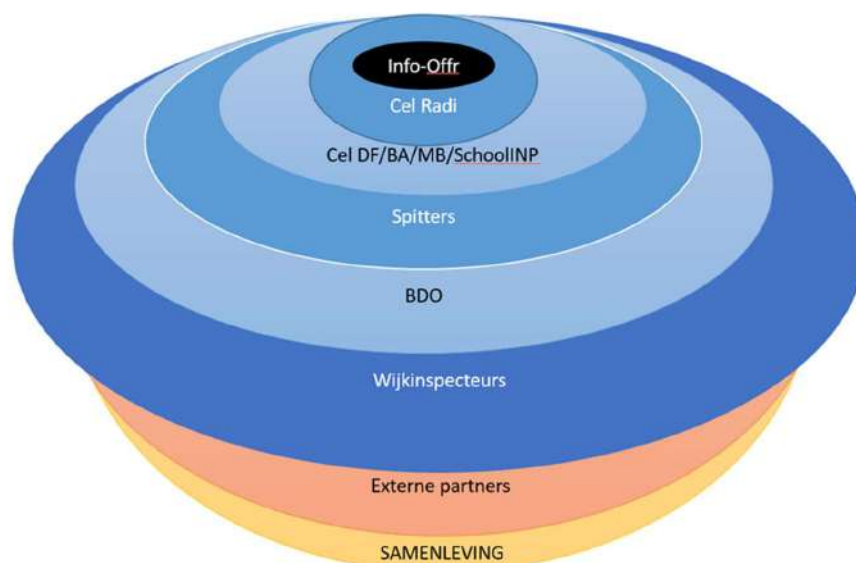 Info-Offr
Cel Radi
Cel DF/BA/MB/SchoolINP
Spitters
BDO
Wijkinspecteurs
Externe partners
SAMENLEVING